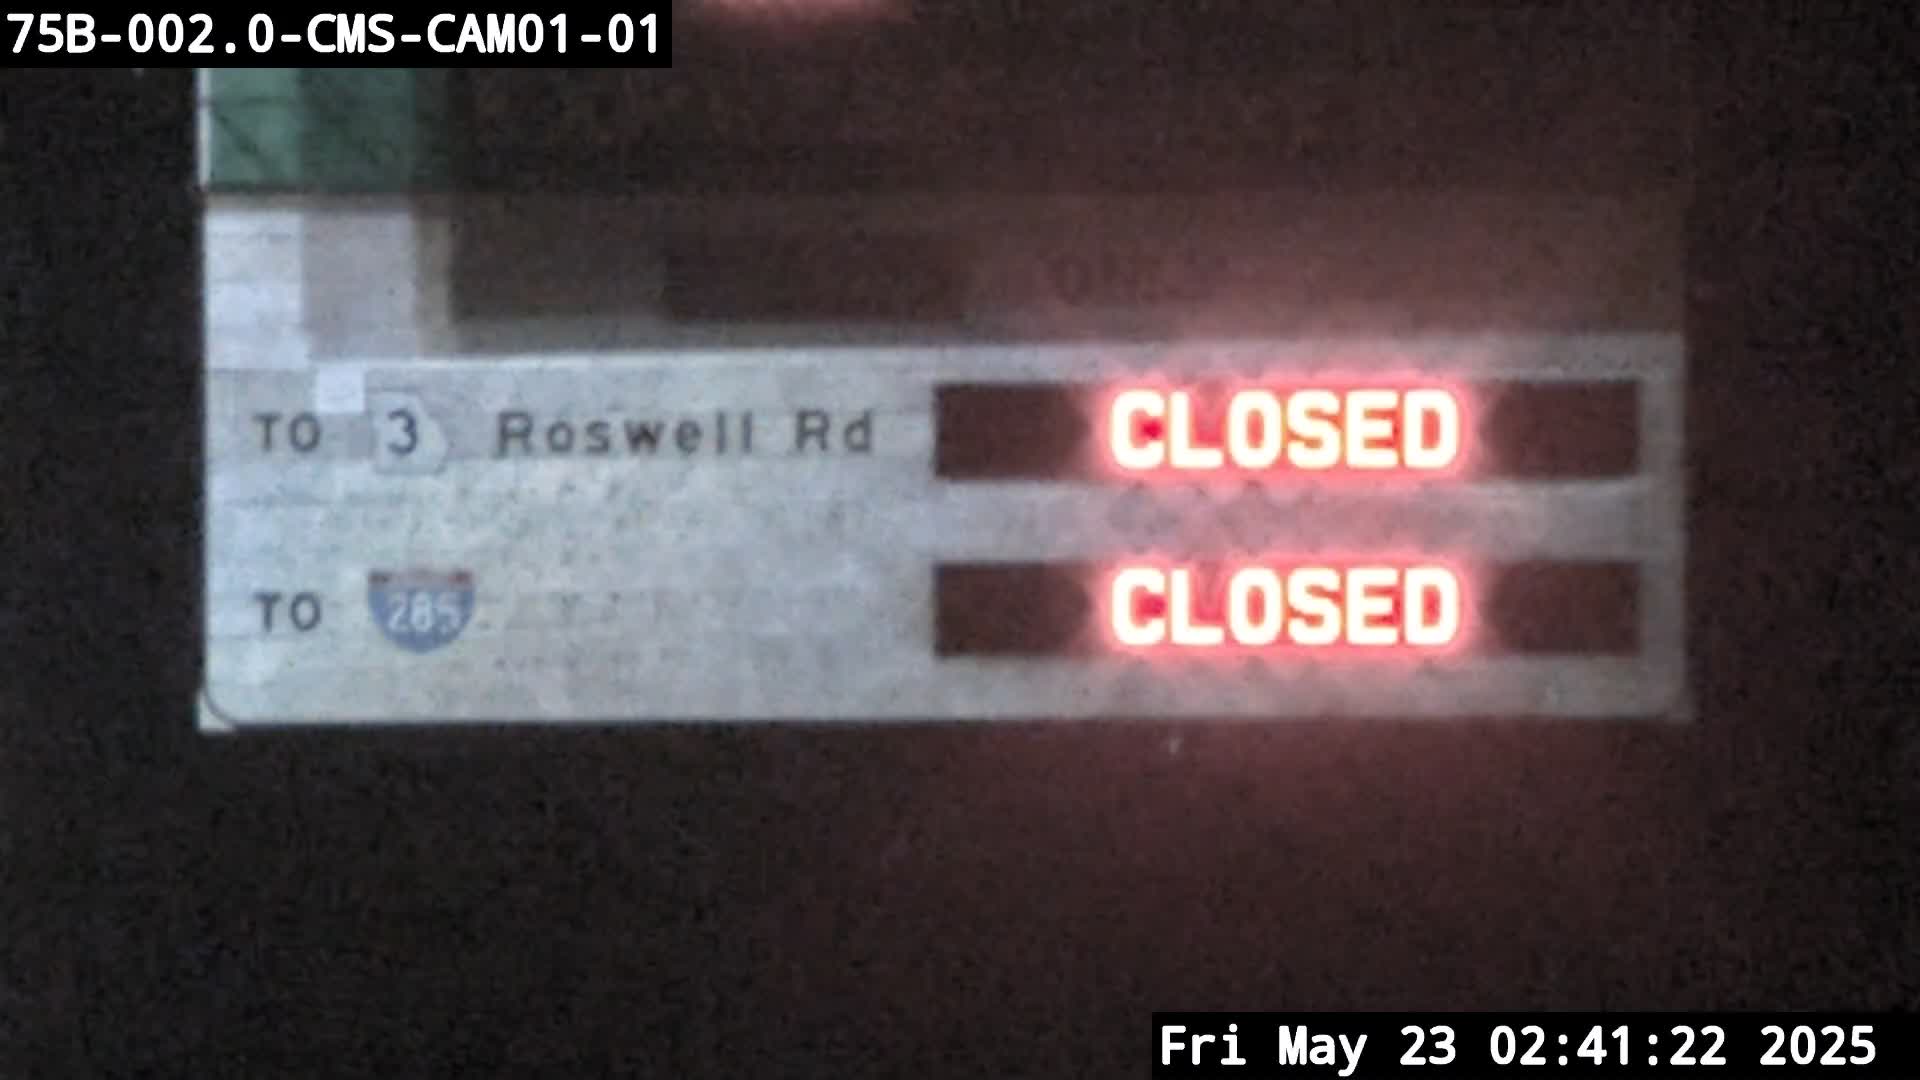 75B-002.0-CMS-CAM01-01
TO 3 Roswell Rd CLOSED
TO 285 CLOSED
Fri May 23 02:41:22 2025